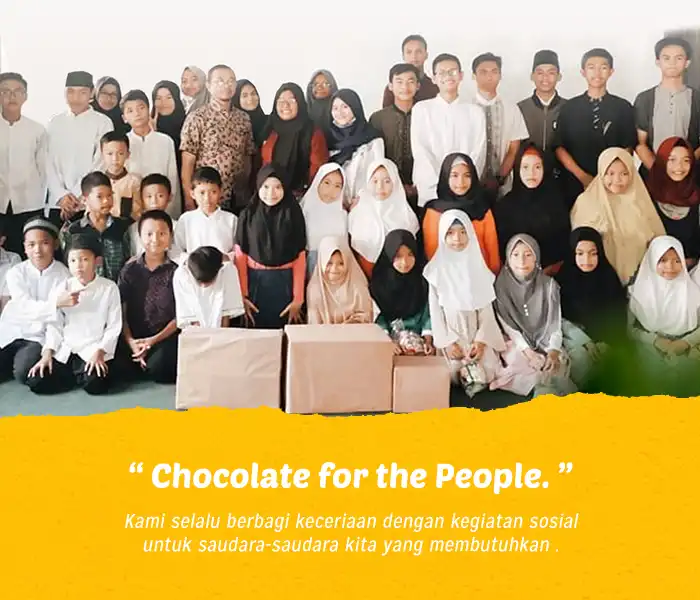 “ Chocolate for the People. ”
Kami selalu berbagi keceriaan dengan kegiatan sosial
untuk saudara-saudara kita yang membutuhkan .